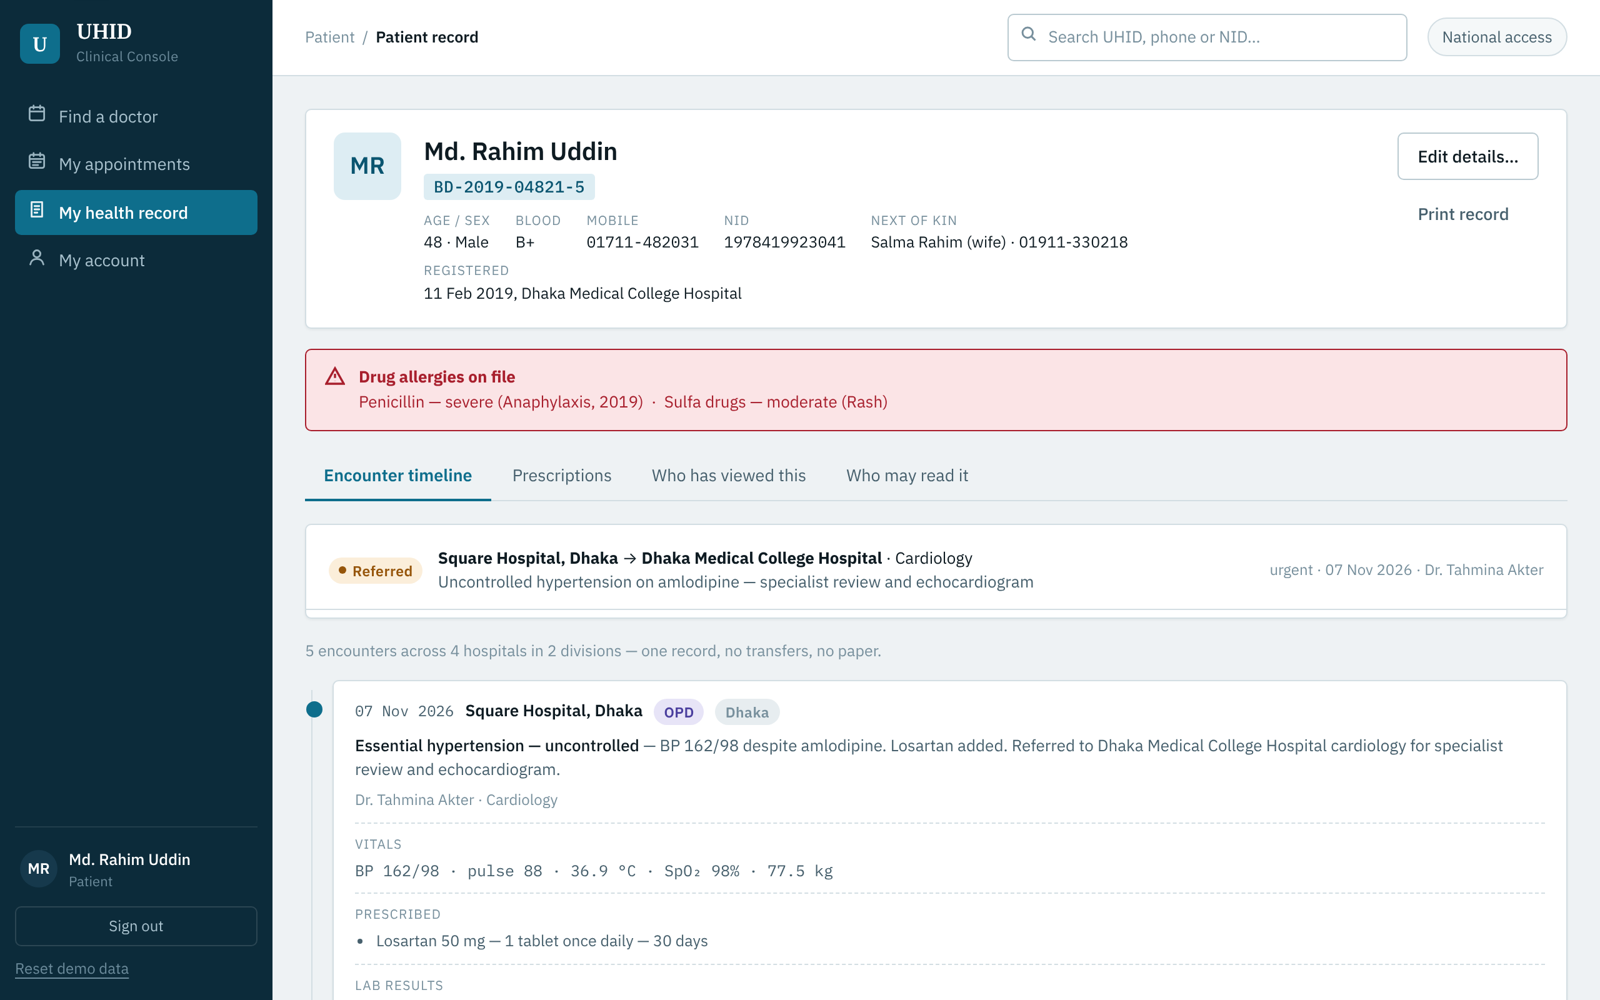 U
UHID
Clinical Console
Find a doctor
My appointments
My health record
My account
MR
Md. Rahim Uddin
Patient
Sign out
Reset demo data
Patient / Patient record
Search UHID, phone or NID...
National access
MR
Md. Rahim Uddin
BD-2019-04821-5
AGE / SEX
48 · Male
BLOOD
B+
MOBILE
01711-482031
NID
1978419923041
NEXT OF KIN
Salma Rahim (wife) · 01911-330218
REGISTERED
11 Feb 2019, Dhaka Medical College Hospital
Edit details...
Print record
Drug allergies on file
Penicillin — severe (Anaphylaxis, 2019) · Sulfa drugs — moderate (Rash)
Encounter timeline
Prescriptions
Who has viewed this
Who may read it
Referred
Square Hospital, Dhaka → Dhaka Medical College Hospital · Cardiology
Uncontrolled hypertension on amlodipine — specialist review and echocardiogram
urgent · 07 Nov 2026 · Dr. Tahmina Akter
5 encounters across 4 hospitals in 2 divisions — one record, no transfers, no paper.
07 Nov 2026 Square Hospital, Dhaka OPD Dhaka
Essential hypertension — uncontrolled — BP 162/98 despite amlodipine. Losartan added. Referred to Dhaka Medical College Hospital cardiology for specialist
review and echocardiogram.
Dr. Tahmina Akter · Cardiology
VITALS
BP 162/98 · pulse 88 · 36.9 °C · SpO₂ 98% · 77.5 kg
PRESCRIBED
• Losartan 50 mg — 1 tablet once daily — 30 days
LAB RESULTS